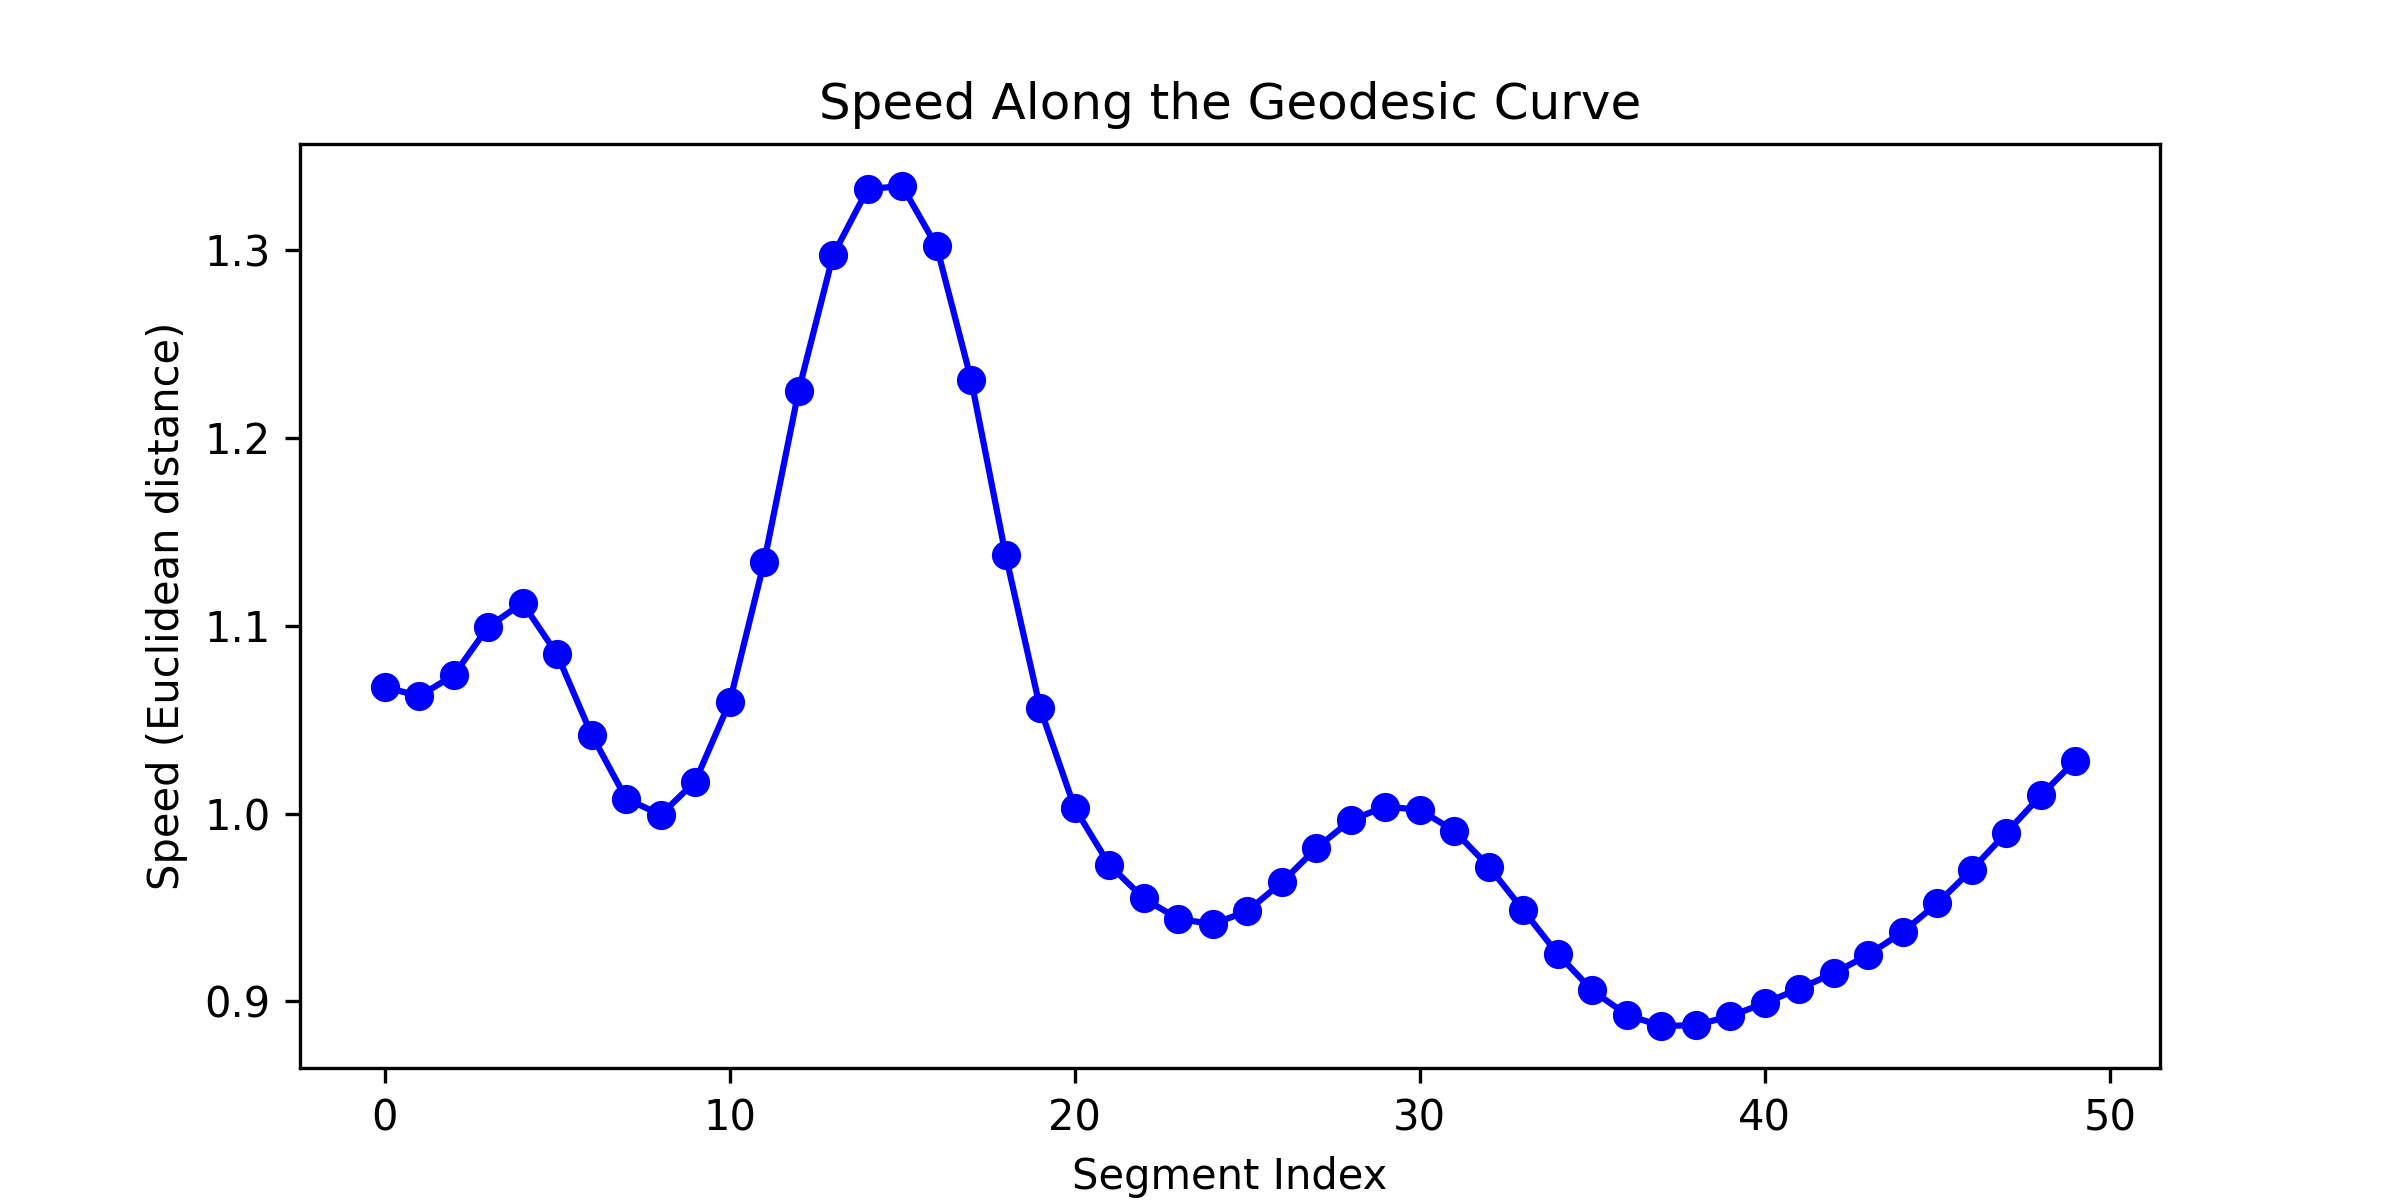 Speed Along the Geodesic Curve
Speed (Euclidean distance)
1.3
1.2
1.1
1.0
0.9
0 10 20 30 40 50
Segment Index